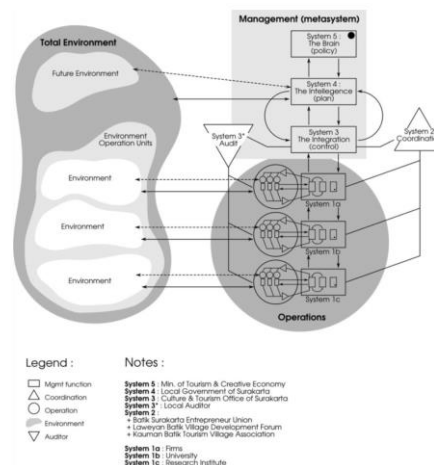 Management (metasystem)
Total Environment
System 5 :
The Brain
(policy)
Future Environment
System 4 :
The Intellegence
(plan)
Environment
Operation Units
System 3* :
Audit
System 3
The Integration
(control)
System 2
Coordination
Environment
System 1a
Environment
System 1b
Environment
System 1c
Operations
Legend :
Mgmt function
Coordination
Operation
Environment
Auditor
Notes :
System 5 : Min. of Tourism & Creative Economy
System 4 : Local Government of Surakarta
System 3 : Culture & Tourism Office of Surakarta
System 3* : Local Auditor
System 2 :
+ Batik Surakarta Entrepreneur Union
+ Laweyan Batik Village Development Forum
+ Kauman Batik Tourism Village Association
System 1a : Firms
System 1b : University
System 1c : Research Institute